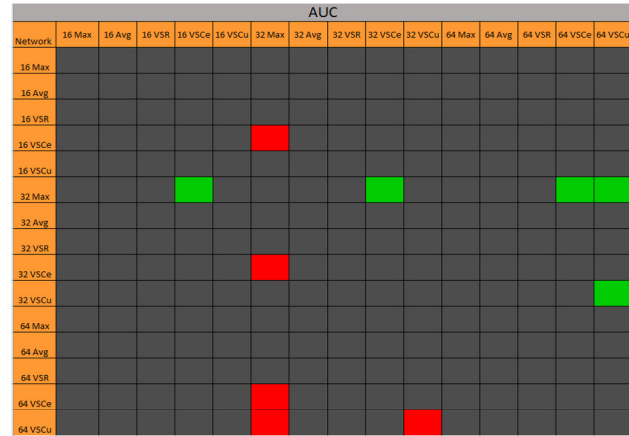 AUC
Network 16 Max 16 Avg 16 VSR 16 VSCe 16 VSCu 32 Max 32 Avg 32 VSR 32 VSCe 32 VSCu 64 Max 64 Avg 64 VSR 64 VSCe 64 VSCu
16 Max
16 Avg
16 VSR
16 VSCe
16 VSCu
32 Max
32 Avg
32 VSR
32 VSCe
32 VSCu
64 Max
64 Avg
64 VSR
64 VSCe
64 VSCu